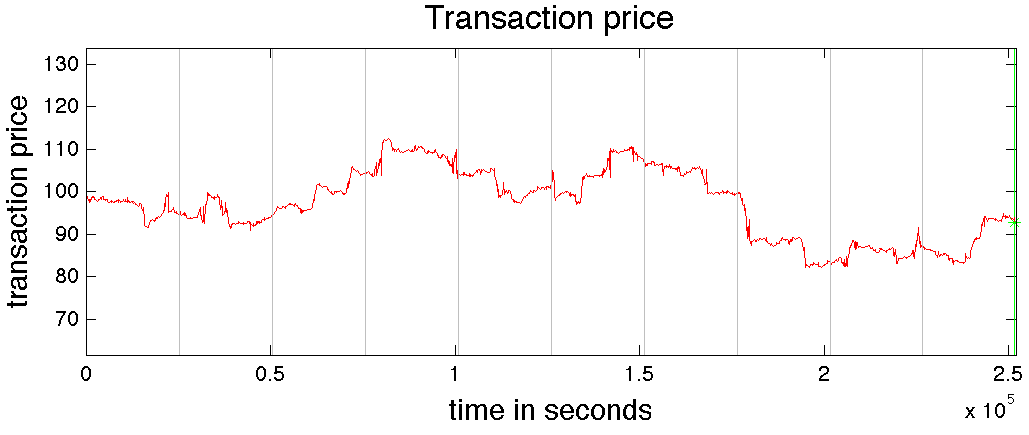 Transaction price
130
120
110
100
90
80
70
transaction price
0 0.5 1 1.5 2 2.5
time in seconds
x 10^5